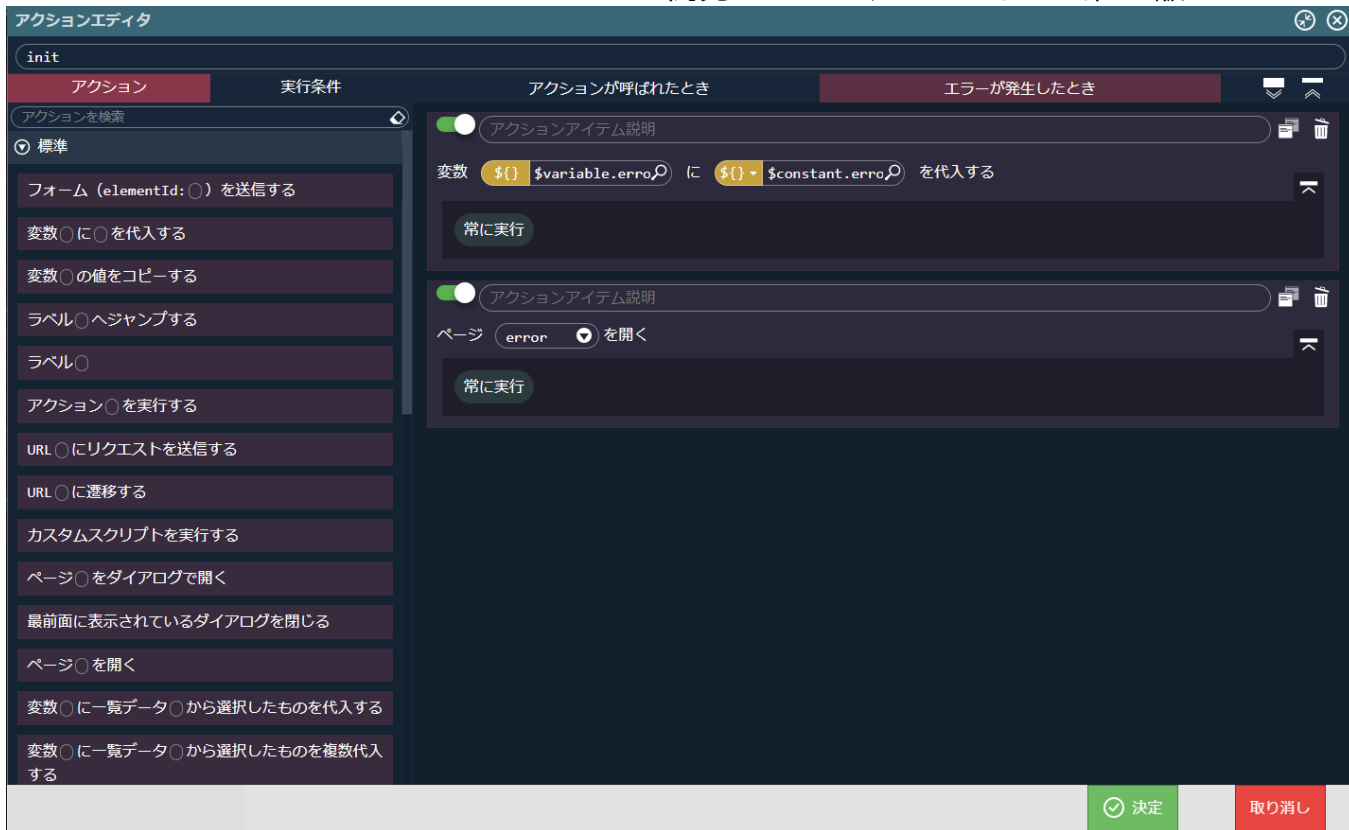 アクションエディタ
init
アクション 実行条件 アクションが呼ばれたとき エラーが発生したとき
アクションを検索
標準
フォーム (elementId:○) を送信する
変数○に○を代入する
変数○の値をコピーする
ラベル○へジャンプする
ラベル○
アクション○を実行する
URL○にリクエストを送信する
URL○に遷移する
カスタムスクリプトを実行する
ページ○をダイアログで開く
最前面に表示されているダイアログを閉じる
ページ○を開く
変数○に一覧データ○から選択したものを代入する
変数○に一覧データ○から選択したものを複数代入
する
アクションアイテム説明
変数 ${} $variable.erro に ${} $constant.erro を代入する
常に実行
アクションアイテム説明
ページ error を開く
常に実行
決定 取り消し